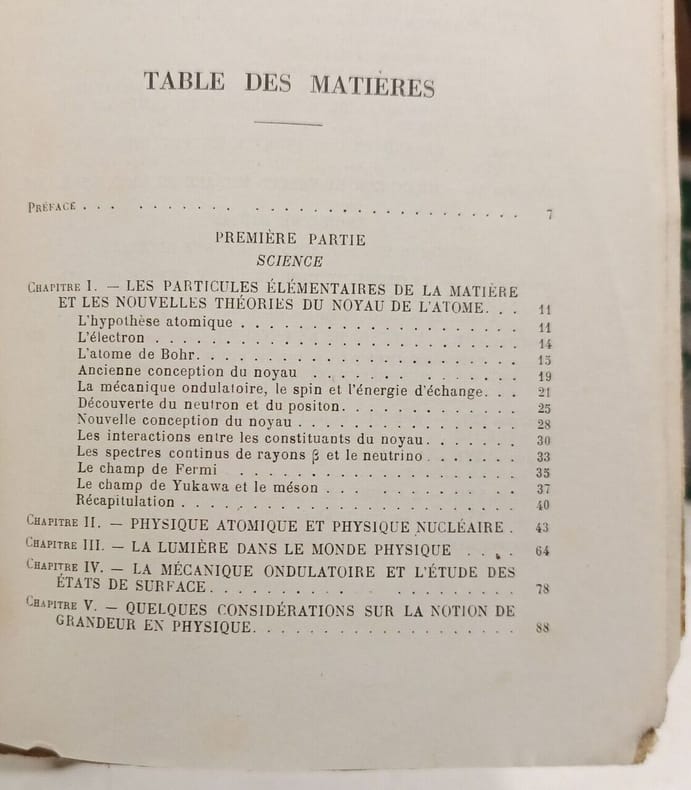 TABLE DES MATIÈRES
PRÉFACE . . . . . . . . . . . . . . . . . . . . . . . 7
PREMIÈRE PARTIE
SCIENCE
CHAPITRE I. — LES PARTICULES ÉLÉMENTAIRES DE LA MATIÈRE
ET LES NOUVELLES THÉORIES DU NOYAU DE L'ATOME. . . 11
L'hypothèse atomique . . . . . . . . . . . . . . . . . 11
L'électron . . . . . . . . . . . . . . . . . . . . . . 14
L'atome de Bohr. . . . . . . . . . . . . . . . . . . . 15
Ancienne conception du noyau . . . . . . . . . . . . . 19
La mécanique ondulatoire, le spin et l'énergie d'échange. . . 21
Découverte du neutron et du positon. . . . . . . . . . . 25
Nouvelle conception du noyau . . . . . . . . . . . . . . 28
Les interactions entre les constituants du noyau. . . . . . . 30
Les spectres continus de rayons β et le neutrino . . . . . . . 33
Le champ de Fermi . . . . . . . . . . . . . . . . . . 35
Le champ de Yukawa et le méson . . . . . . . . . . . . 37
Récapitulation . . . . . . . . . . . . . . . . . . . . 40
CHAPITRE II. — PHYSIQUE ATOMIQUE ET PHYSIQUE NUCLÉAIRE . 43
CHAPITRE III. — LA LUMIÈRE DANS LE MONDE PHYSIQUE . . . . 64
CHAPITRE IV. — LA MÉCANIQUE ONDULATOIRE ET L'ÉTUDE DES
ÉTATS DE SURFACE. . . . . . . . . . . . . . . . . . . 78
CHAPITRE V. — QUELQUES CONSIDÉRATIONS SUR LA NOTION DE
GRANDEUR EN PHYSIQUE. . . . . . . . . . . . . . . . . 88